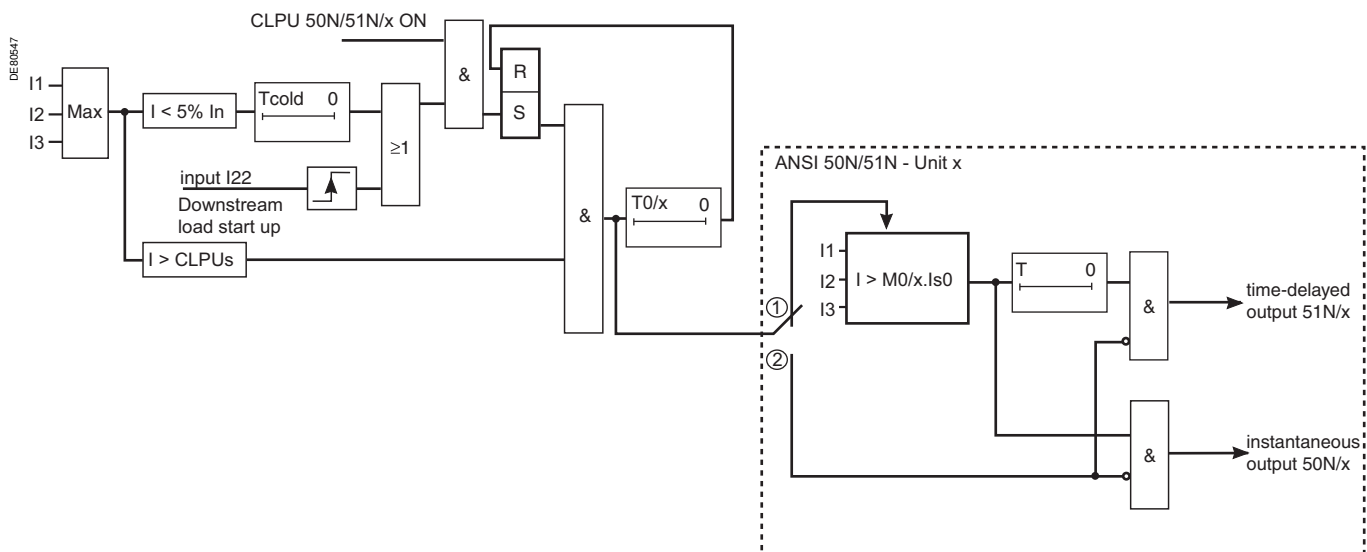 DE80547
CLPU 50N/51N/x ON
I1
I2
I3
Max
I < 5% In
Tcold 0
≥1
&
R
S
input I22
Downstream
load start up
I > CLPUs
&
T0/x 0
ANSI 50N/51N - Unit x
1
2
I1
I2
I3
I > M0/x.Is0
T 0
&
time-delayed
output 51N/x
&
instantaneous
output 50N/x